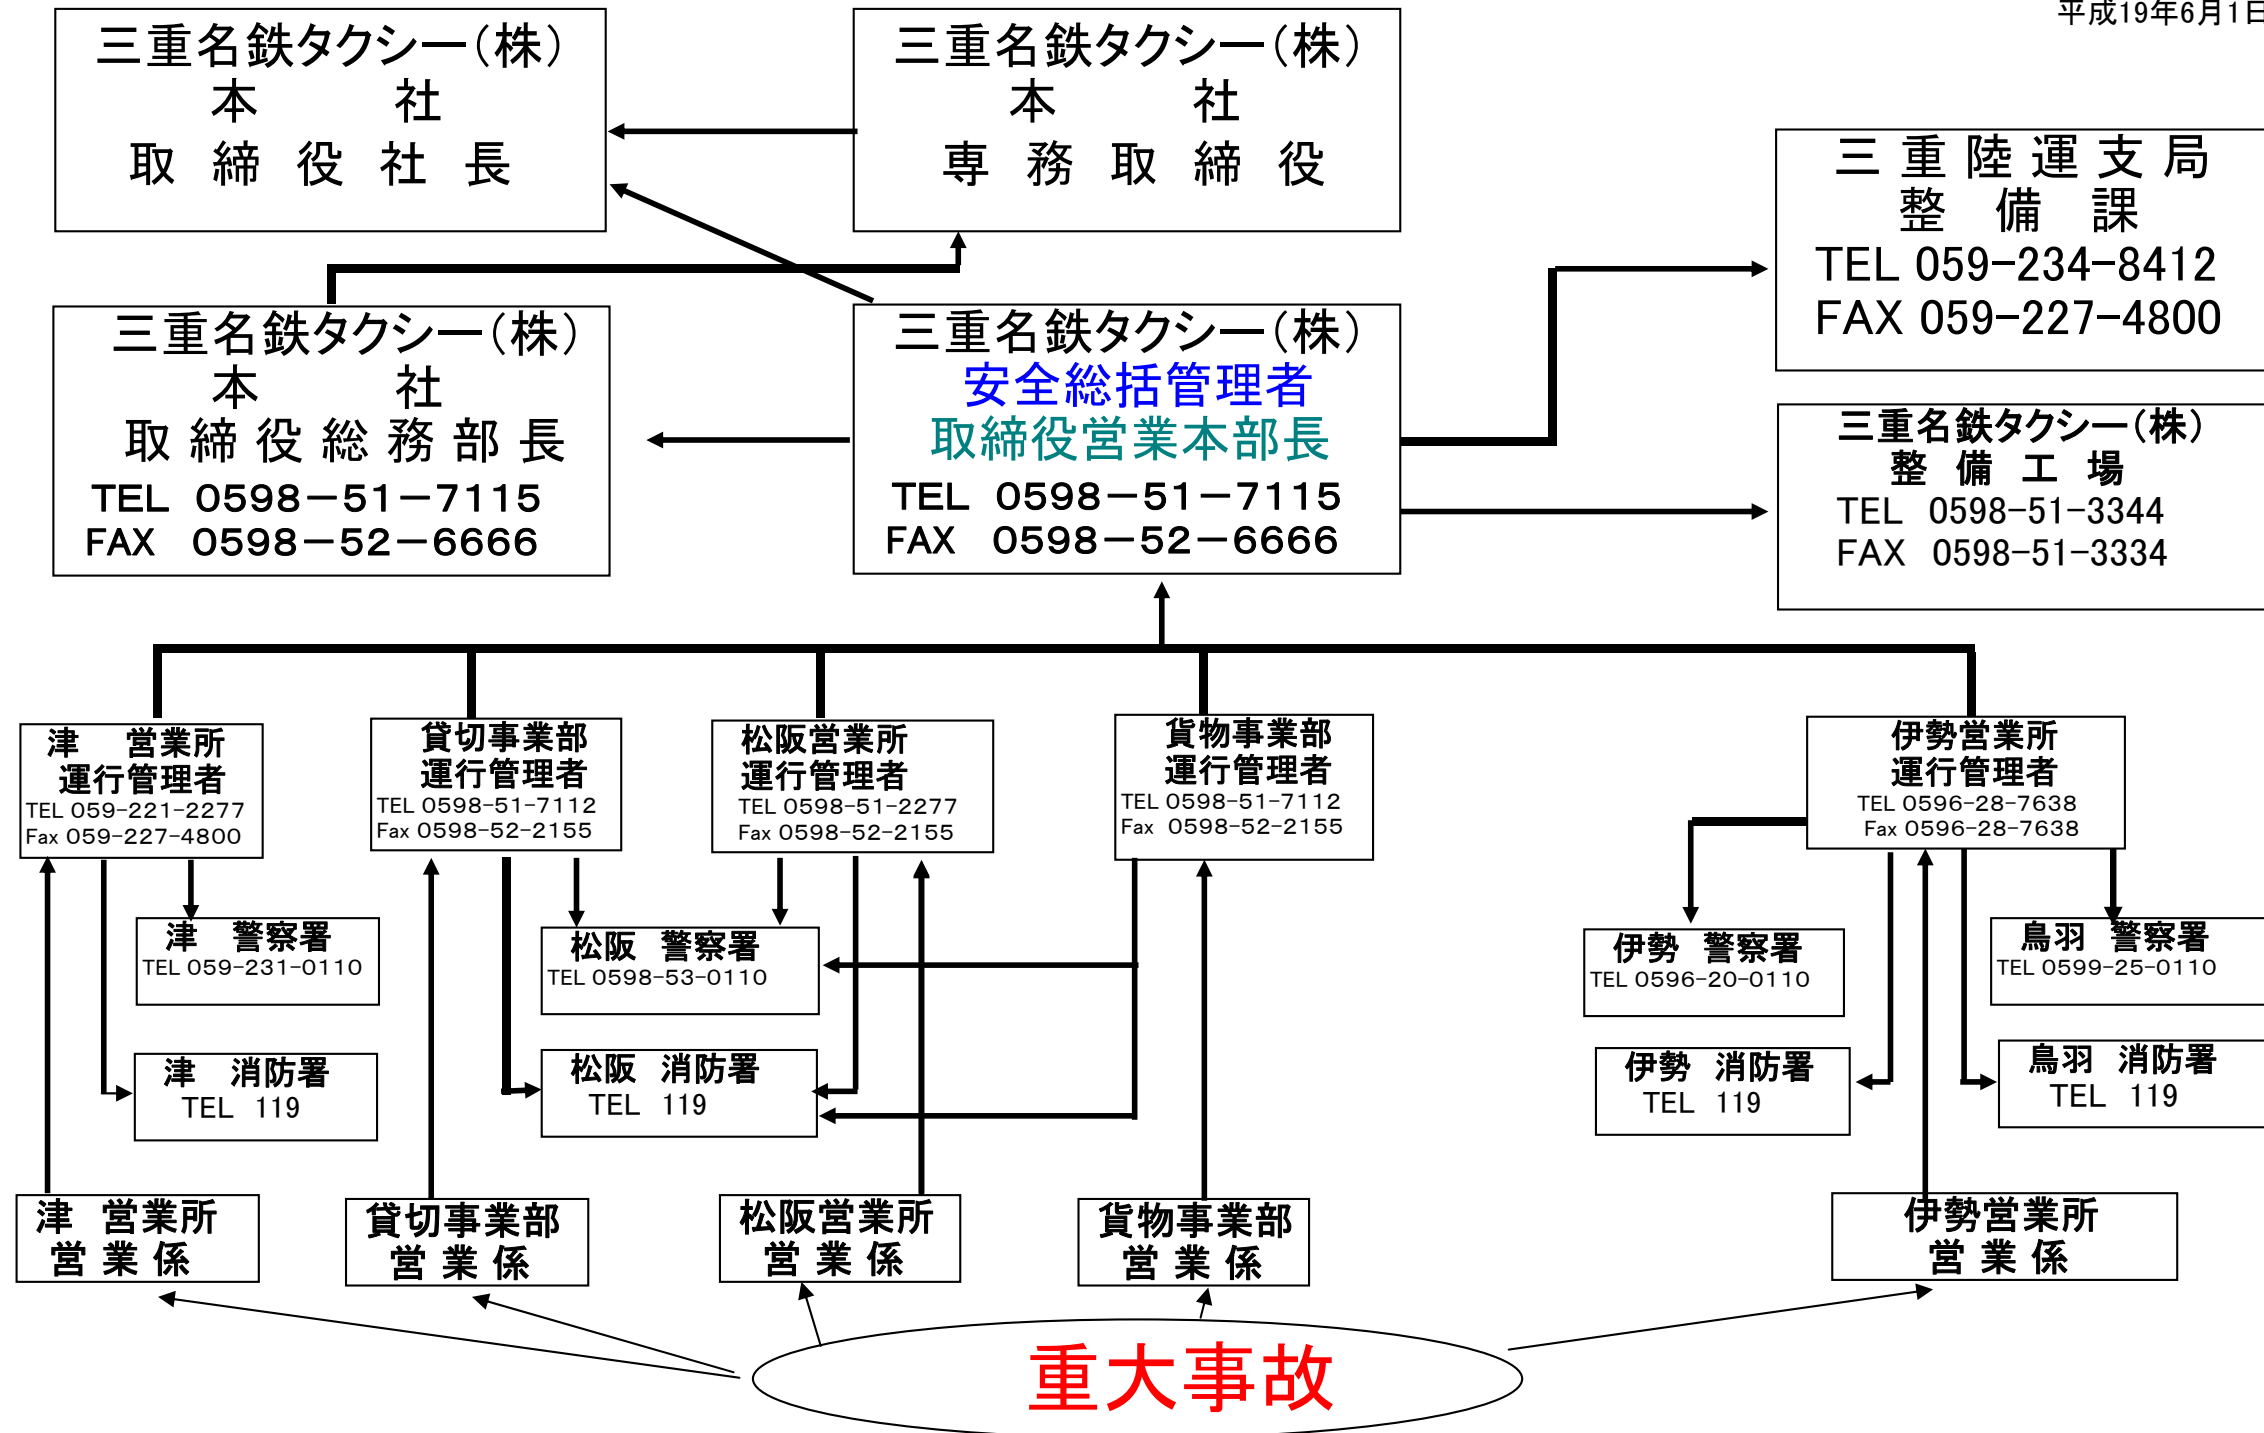 平成19年6月1日
三重名鉄タクシー(株)
本　　社
取 締 役 社 長
三重名鉄タクシー(株)
本　　社
専 務 取 締 役
三 重 陸 運 支 局
整 備 課
TEL 059-234-8412
FAX 059-227-4800
三重名鉄タクシー(株)
本　　社
取 締 役 総 務 部 長
TEL 0598-51-7115
FAX 0598-52-6666
三重名鉄タクシー(株)
安全総括管理者
取締役営業本部長
TEL 0598-51-7115
FAX 0598-52-6666
三重名鉄タクシー(株)
整 備 工 場
TEL 0598-51-3344
FAX 0598-51-3334
津 営業所
運行管理者
TEL 059-221-2277
Fax 059-227-4800
貸切事業部
運行管理者
TEL 0598-51-7112
Fax 0598-52-2155
松阪営業所
運行管理者
TEL 0598-51-2277
Fax 0598-52-2155
貨物事業部
運行管理者
TEL 0598-51-7112
Fax 0598-52-2155
伊勢営業所
運行管理者
TEL 0596-28-7638
Fax 0596-28-7638
津 警察署
TEL 059-231-0110
松阪 警察署
TEL 0598-53-0110
伊勢 警察署
TEL 0596-20-0110
鳥羽 警察署
TEL 0599-25-0110
津 消防署
TEL 119
松阪 消防署
TEL 119
伊勢 消防署
TEL 119
鳥羽 消防署
TEL 119
津 営業所
営 業 係
貸切事業部
営 業 係
松阪営業所
営 業 係
貨物事業部
営 業 係
伊勢営業所
営 業 係
重大事故